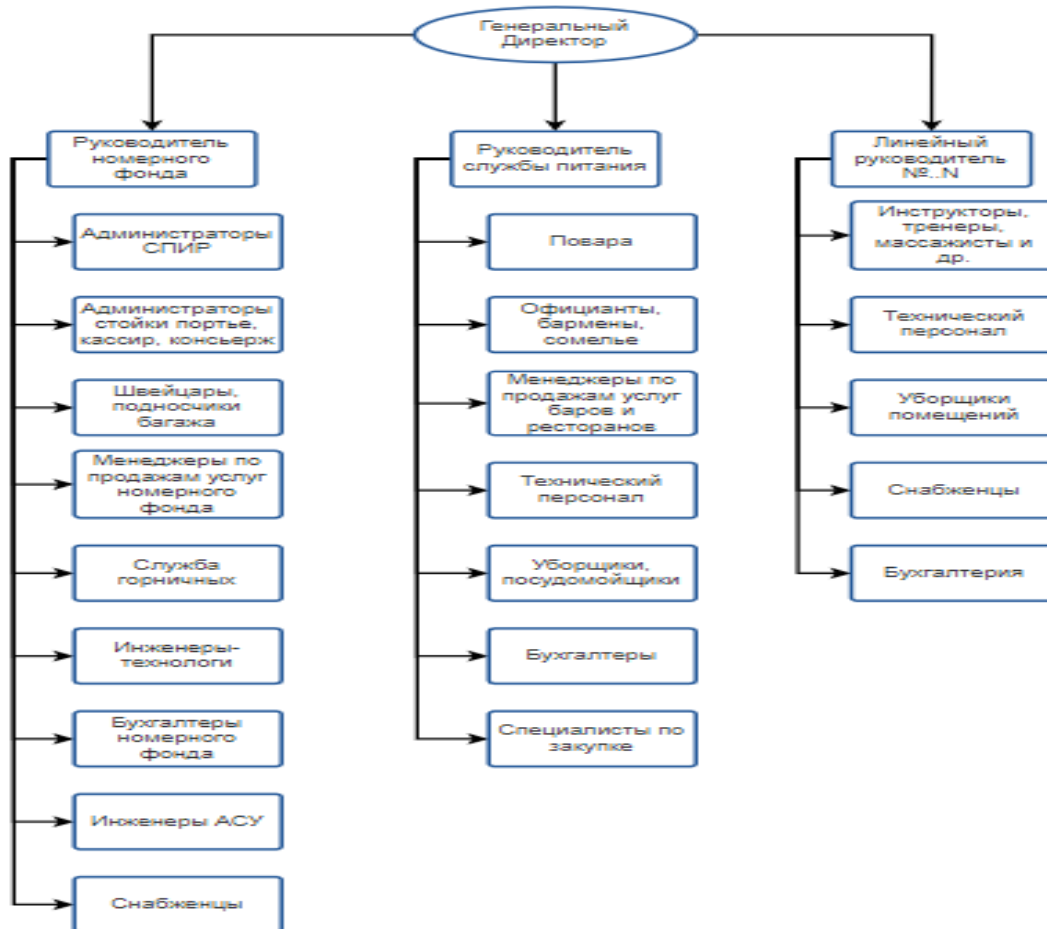 Генеральный
Директор
Руководитель
номерного
фонда
Руководитель
службы питания
Линейный
руководитель
№..N
Администраторы
СПИР
Администраторы
стойки портье,
кассир, консьерж
Швейцары,
подносчики
багажа
Менеджеры по
продажам услуг
номерного
фонда
Служба
горничных
Инженеры-
технологи
Бухгалтеры
номерного
фонда
Инженеры АСУ
Снабженцы
Повара
Официанты,
бармены,
сомелье
Менеджеры по
продажам услуг
баров и
ресторанов
Технический
персонал
Уборщики,
посудомойщики
Бухгалтеры
Специалисты по
закупке
Инструкторы,
тренеры,
массажисты и
др.
Технический
персонал
Уборщики
помещений
Снабженцы
Бухгалтерия